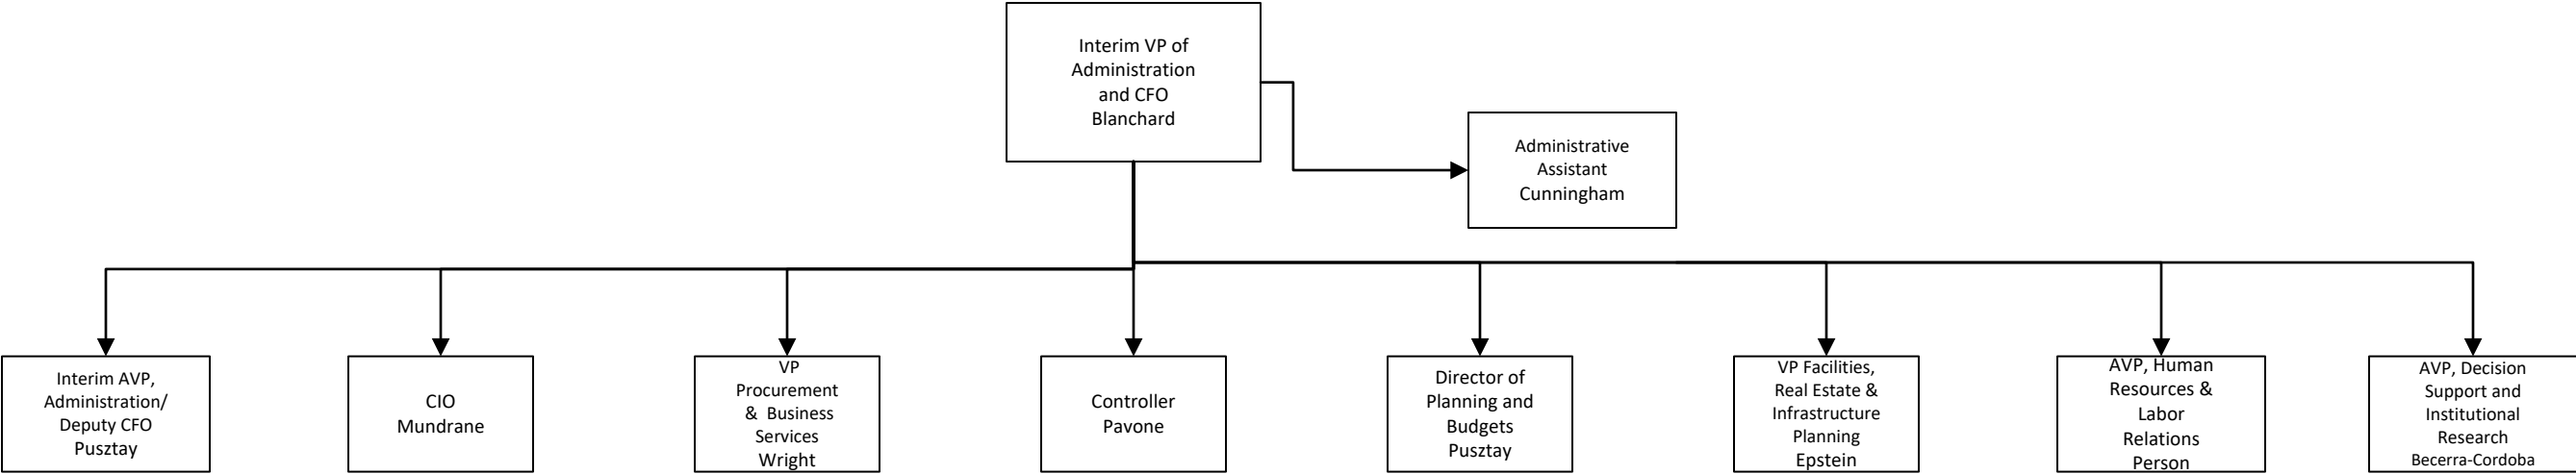 Interim VP of
Administration
and CFO
Blanchard
Administrative
Assistant
Cunningham
Interim AVP,
Administration/
Deputy CFO
Pusztay
CIO
Mundrane
VP
Procurement
& Business
Services
Wright
Controller
Pavone
Director of
Planning and
Budgets
Pusztay
VP Facilities,
Real Estate &
Infrastructure
Planning
Epstein
AVP, Human
Resources &
Labor
Relations
Person
AVP, Decision
Support and
Institutional
Research
Becerra-Cordoba